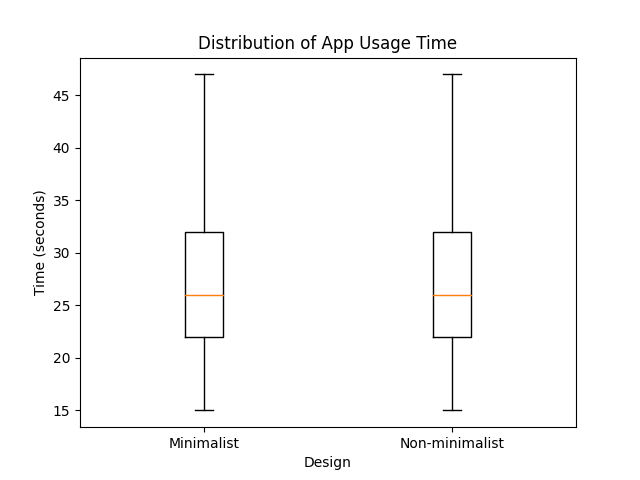 Distribution of App Usage Time
Time (seconds)
45
40
35
30
25
20
15
Minimalist
Non-minimalist
Design